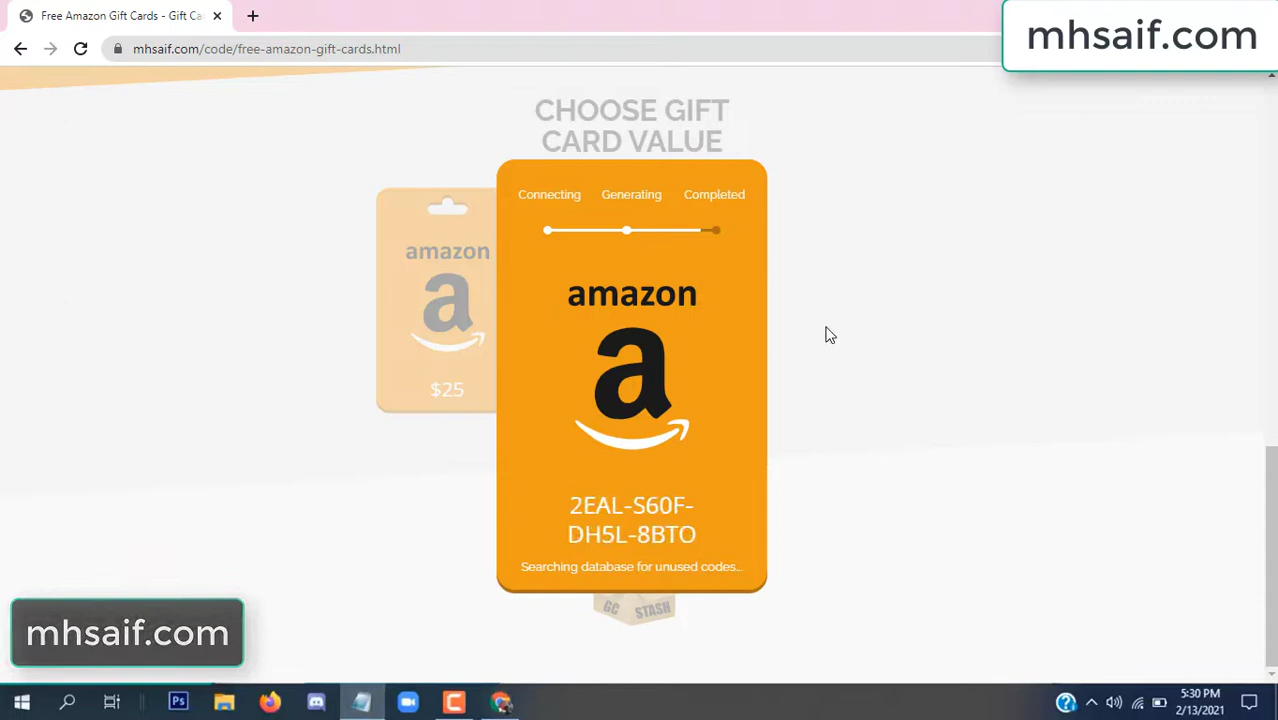 Free Amazon Gift Cards - Gift Ca
mhsaif.com/code/free-amazon-gift-cards.html
mhsaif.com
CHOOSE GIFT
CARD VALUE
Connecting Generating Completed
amazon
a
$25
amazon
a
2EAL-S60F-
DH5L-8BTO
Searching database for unused codes...
GC STASH
mhsaif.com
Ps
5:30 PM
2/13/2021